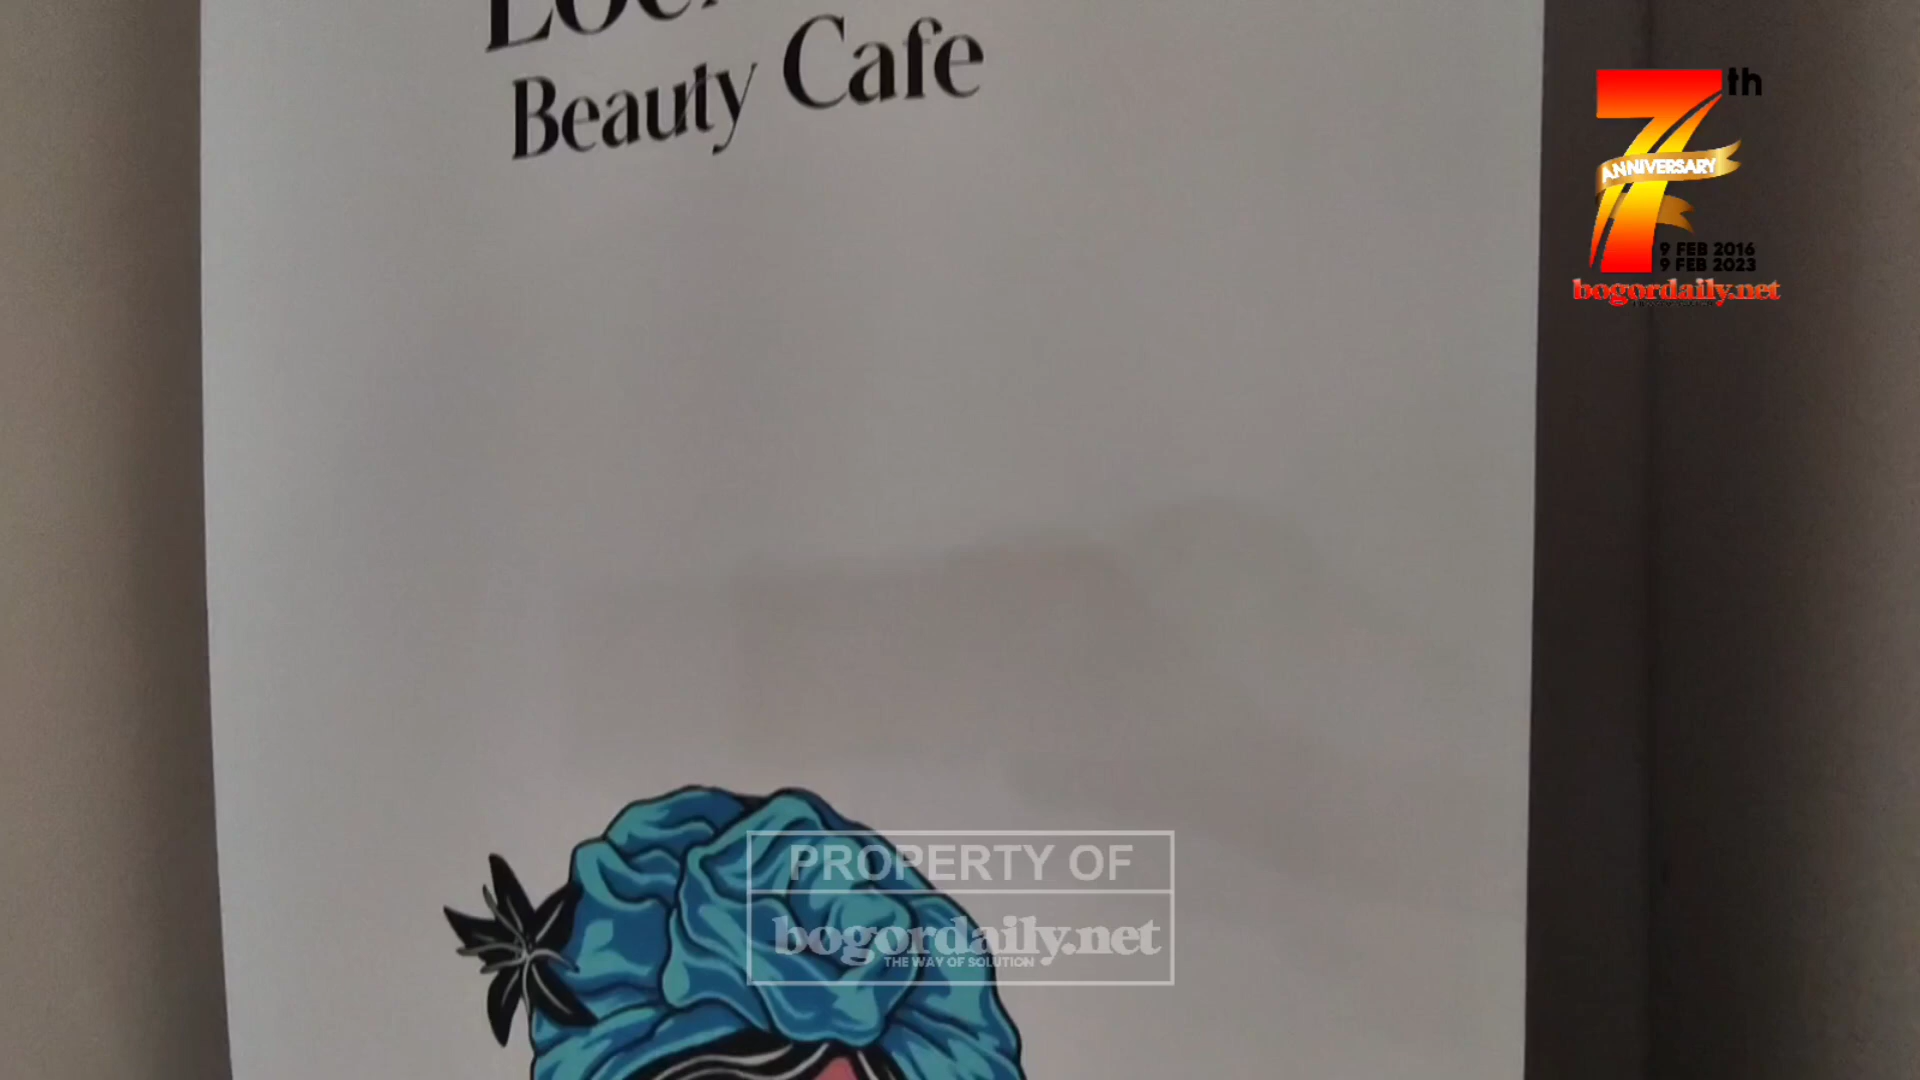 Beauty Cafe
7th
ANNIVERSARY
9 FEB 2016
9 FEB 2023
bogordaily.net
PROPERTY OF
bogordaily.net
THE WAY OF SOLUTION